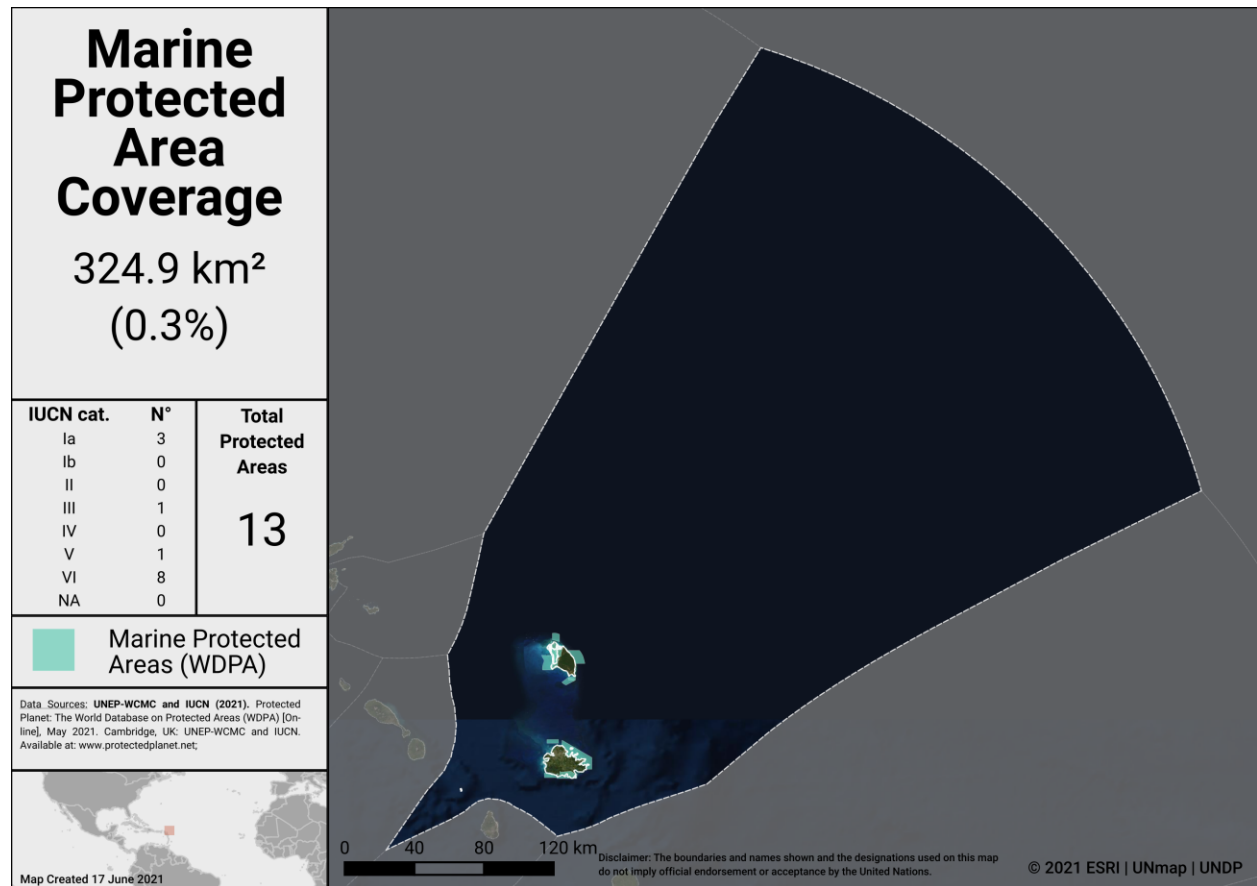 Marine
Protected
Area
Coverage
324.9 km²
(0.3%)
IUCN cat. N°
Ia 3
Ib 0
II 0
III 1
IV 0
V 1
VI 8
NA 0
Total
Protected
Areas
13
Marine Protected
Areas (WDPA)
Data Sources: UNEP-WCMC and IUCN (2021). Protected
Planet: The World Database on Protected Areas (WDPA) [On-
line], May 2021. Cambridge, UK: UNEP-WCMC and IUCN.
Available at: www.protectedplanet.net;
Map Created 17 June 2021
0 40 80 120 km
Disclaimer: The boundaries and names shown and the designations used on this map
do not imply official endorsement or acceptance by the United Nations.
© 2021 ESRI | UNmap | UNDP